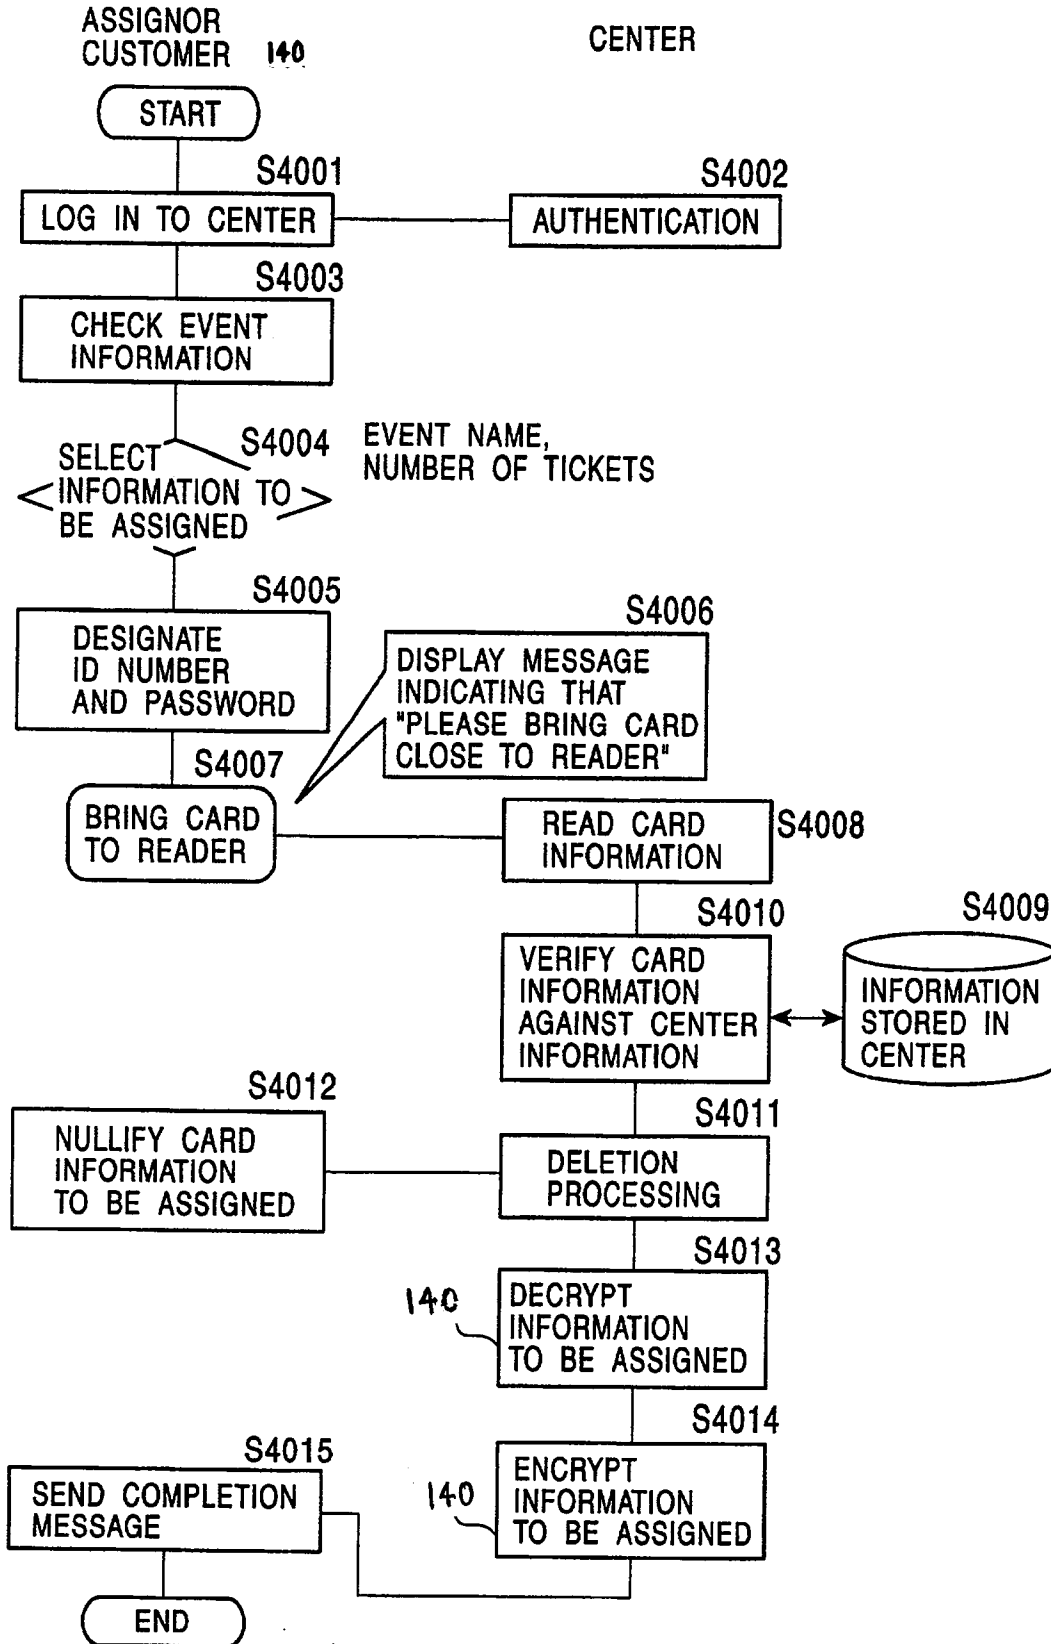 ASSIGNOR
CUSTOMER 140
CENTER
START
S4001
LOG IN TO CENTER
S4002
AUTHENTICATION
S4003
CHECK EVENT
INFORMATION
S4004
SELECT
INFORMATION TO
BE ASSIGNED
EVENT NAME,
NUMBER OF TICKETS
S4005
DESIGNATE
ID NUMBER
AND PASSWORD
S4006
DISPLAY MESSAGE
INDICATING THAT
"PLEASE BRING CARD
CLOSE TO READER"
S4007
BRING CARD
TO READER
READ CARD
INFORMATION
S4008
S4010
VERIFY CARD
INFORMATION
AGAINST CENTER
INFORMATION
S4009
INFORMATION
STORED IN
CENTER
S4012
NULLIFY CARD
INFORMATION
TO BE ASSIGNED
S4011
DELETION
PROCESSING
S4013
140
DECRYPT
INFORMATION
TO BE ASSIGNED
S4014
140
ENCRYPT
INFORMATION
TO BE ASSIGNED
S4015
SEND COMPLETION
MESSAGE
END